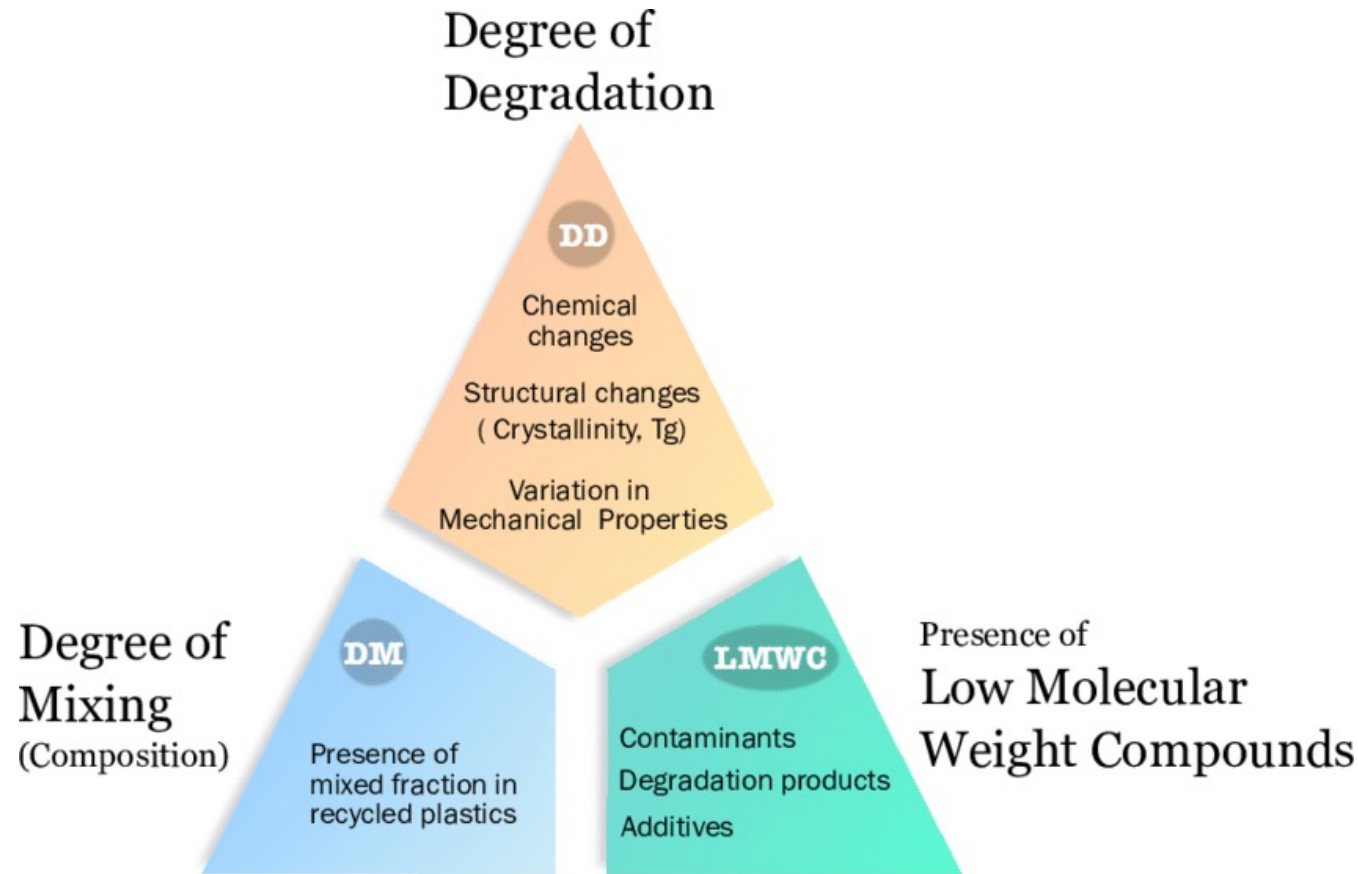 Degree of
Degradation
DD
Chemical
changes
Structural changes
( Crystallinity, Tg)
Variation in
Mechanical Properties
Degree of
Mixing
(Composition)
DM
Presence of
mixed fraction in
recycled plastics
LMWC
Contaminants
Degradation products
Additives
Presence of
Low Molecular
Weight Compounds